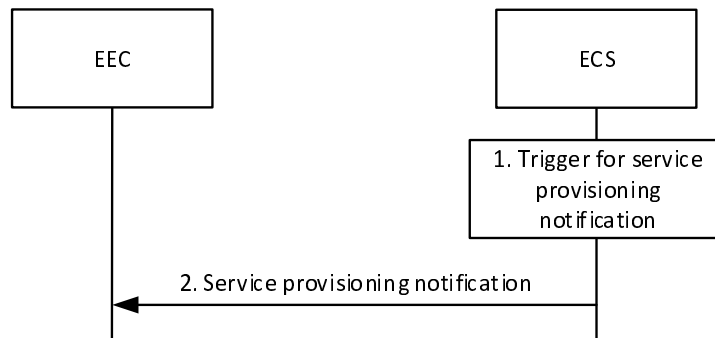 EEC
ECS
1. Trigger for service
provisioning
notification
2. Service provisioning notification